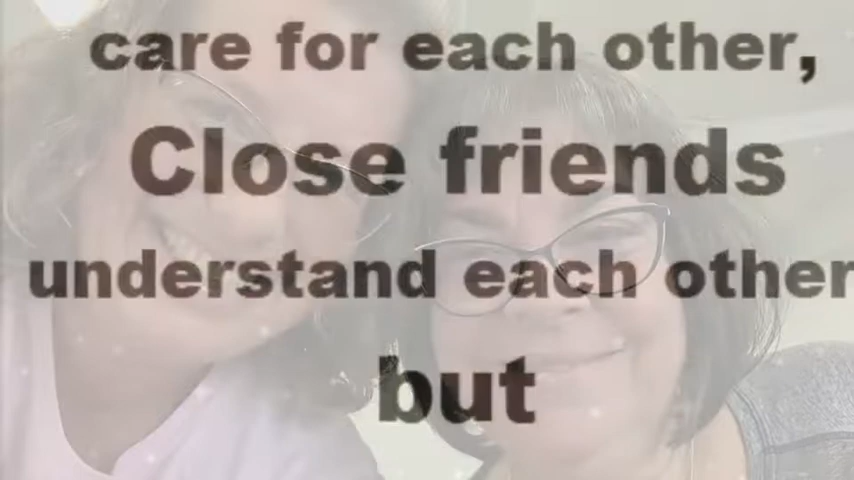 care for each other,
Close friends
understand each other
but